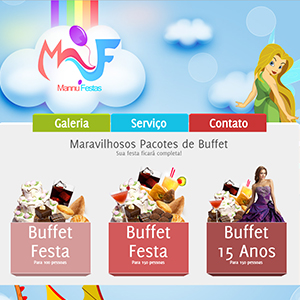 MF
Mannu Festas
Galeria
Serviço
Contato
Maravilhosos Pacotes de Buffet
Sua festa ficará completa!
Buffet
Festa
Para 100 pessoas
Buffet
Festa
Para 150 pessoas
Buffet
15 Anos
Para 150 pessoas